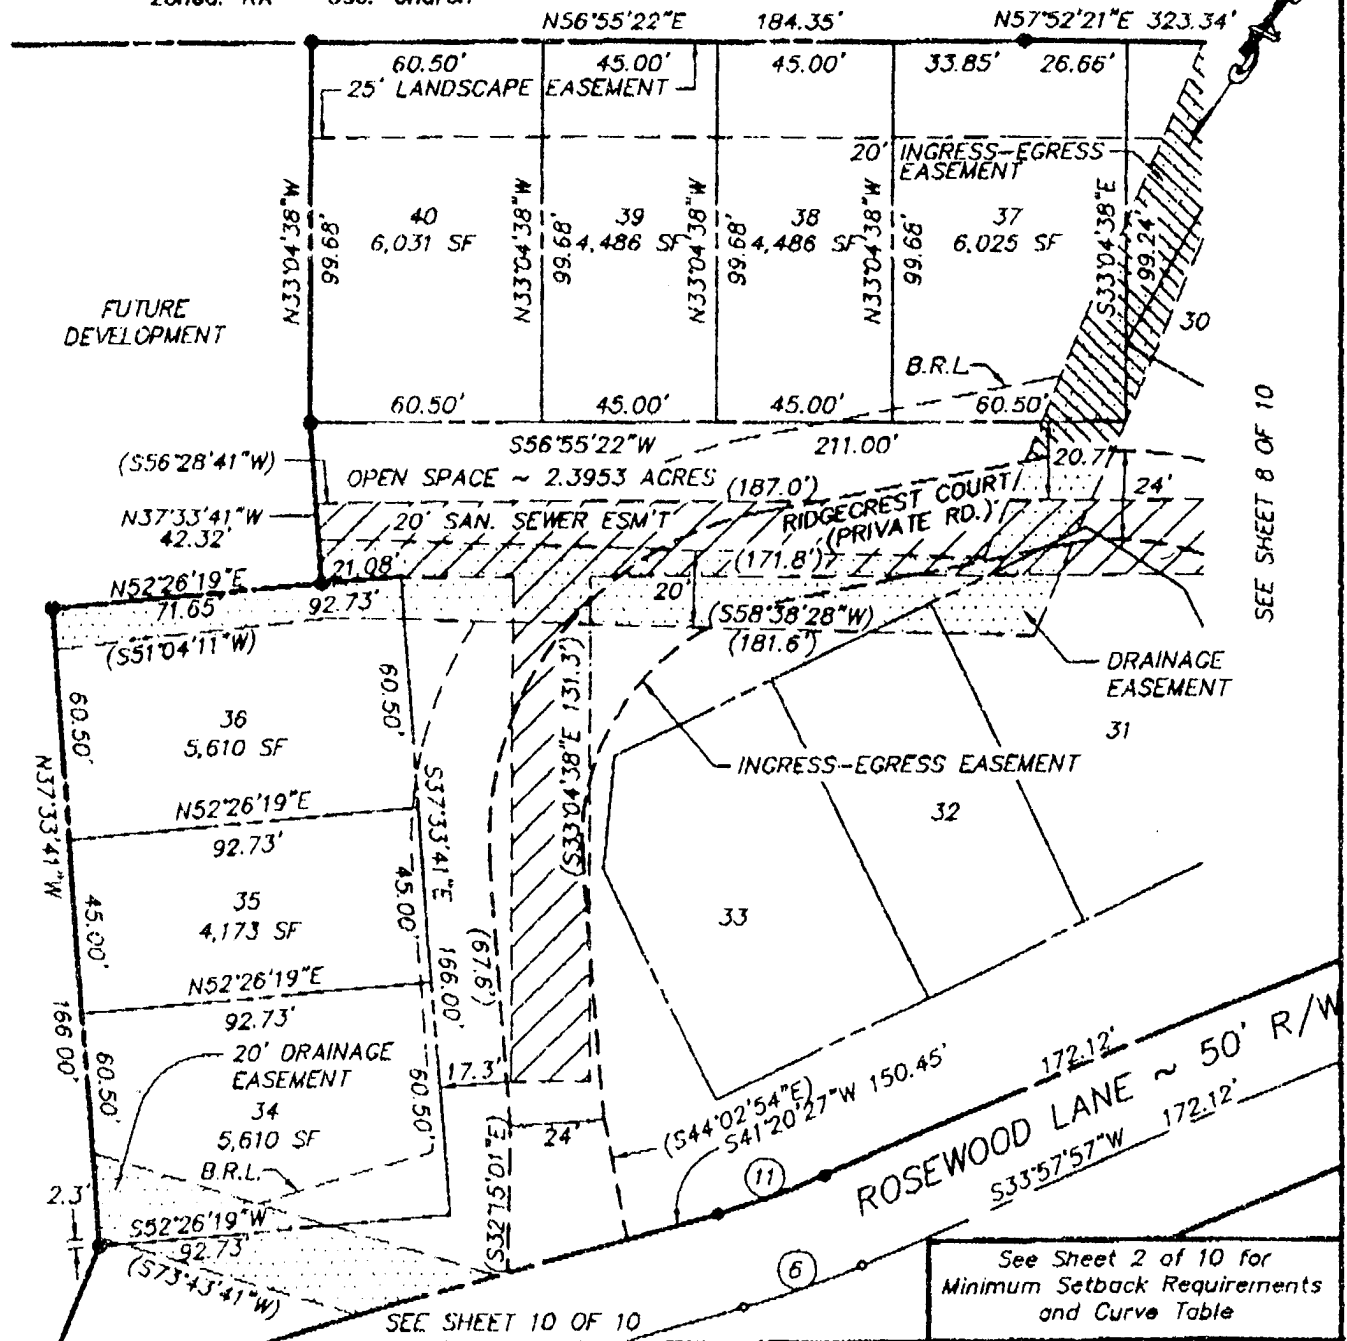 N56°55'22"E 184.35' N57°52'21"E 323.34'
60.50' 45.00' 45.00' 33.85' 26.66'
25' LANDSCAPE EASEMENT
20' INGRESS-EGRESS
EASEMENT
N33°04'38"W
99.68'
40
6,031 SF
N33°04'38"W
99.68'
39
4,486 SF
N33°04'38"W
99.68'
38
4,486 SF
N33°04'38"W
99.68'
37
6,025 SF
S33°04'38"E
99.24'
FUTURE
DEVELOPMENT
30
B.R.L.
60.50' 45.00' 45.00' 60.50'
S56°55'22"W 211.00'
(S56°28'41"W)
OPEN SPACE ~ 2.3953 ACRES
(187.0')
20.7'
24'
N37°33'41"W
42.32'
20' SAN. SEWER ESM'T
RIDGECREST COURT
(PRIVATE RD.)
(171.8')
SEE SHEET 8 OF 10
N52°26'19"E
71.65'
21.08'
92.73'
20'
(S58°38'28"W)
(181.6')
(S51°04'11"W)
DRAINAGE
EASEMENT
60.50'
36
5,610 SF
60.50'
(S33°04'38"E 131.3')
31
INGRESS-EGRESS EASEMENT
N37°33'41"W
166.00'
N52°26'19"E
92.73'
S37°33'41"E
166.00'
32
45.00'
35
4,173 SF
45.00'
33
(67.6')
N52°26'19"E
92.73'
20' DRAINAGE
EASEMENT
60.50'
34
5,610 SF
60.50'
17.3'
24'
B.R.L.
2.3'
S52°26'19"W
92.73'
(S73°43'41"W)
(S32°15'01"E)
(S44°02'54"E)
S41°20'27"W 150.45'
172.12'
ROSEWOOD LANE ~ 50' R/W
S33°57'57"W 172.12'
11
6
See Sheet 2 of 10 for
Minimum Setback Requirements
and Curve Table
SEE SHEET 10 OF 10